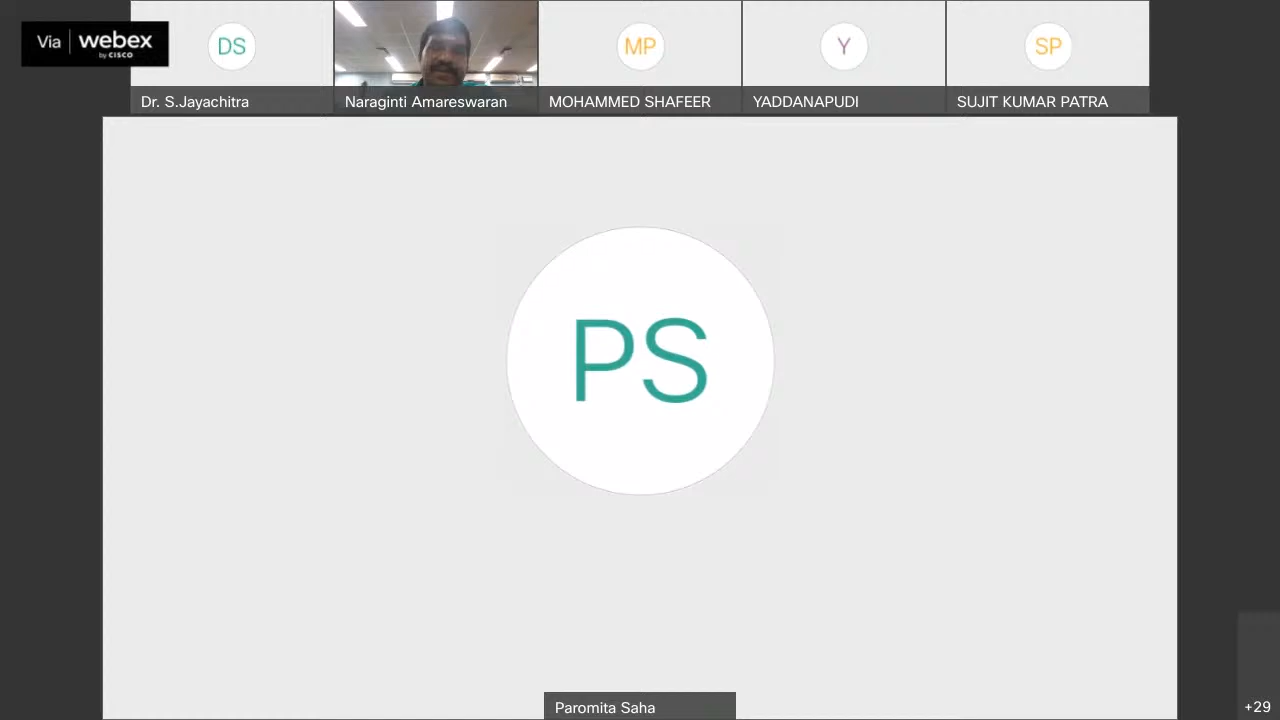 Via webex
by CISCO
DS
MP
Y
SP
Dr. S.Jayachitra
Naraginti Amareswaran
MOHAMMED SHAFEER
YADDANAPUDI
SUJIT KUMAR PATRA
PS
Paromita Saha
+29